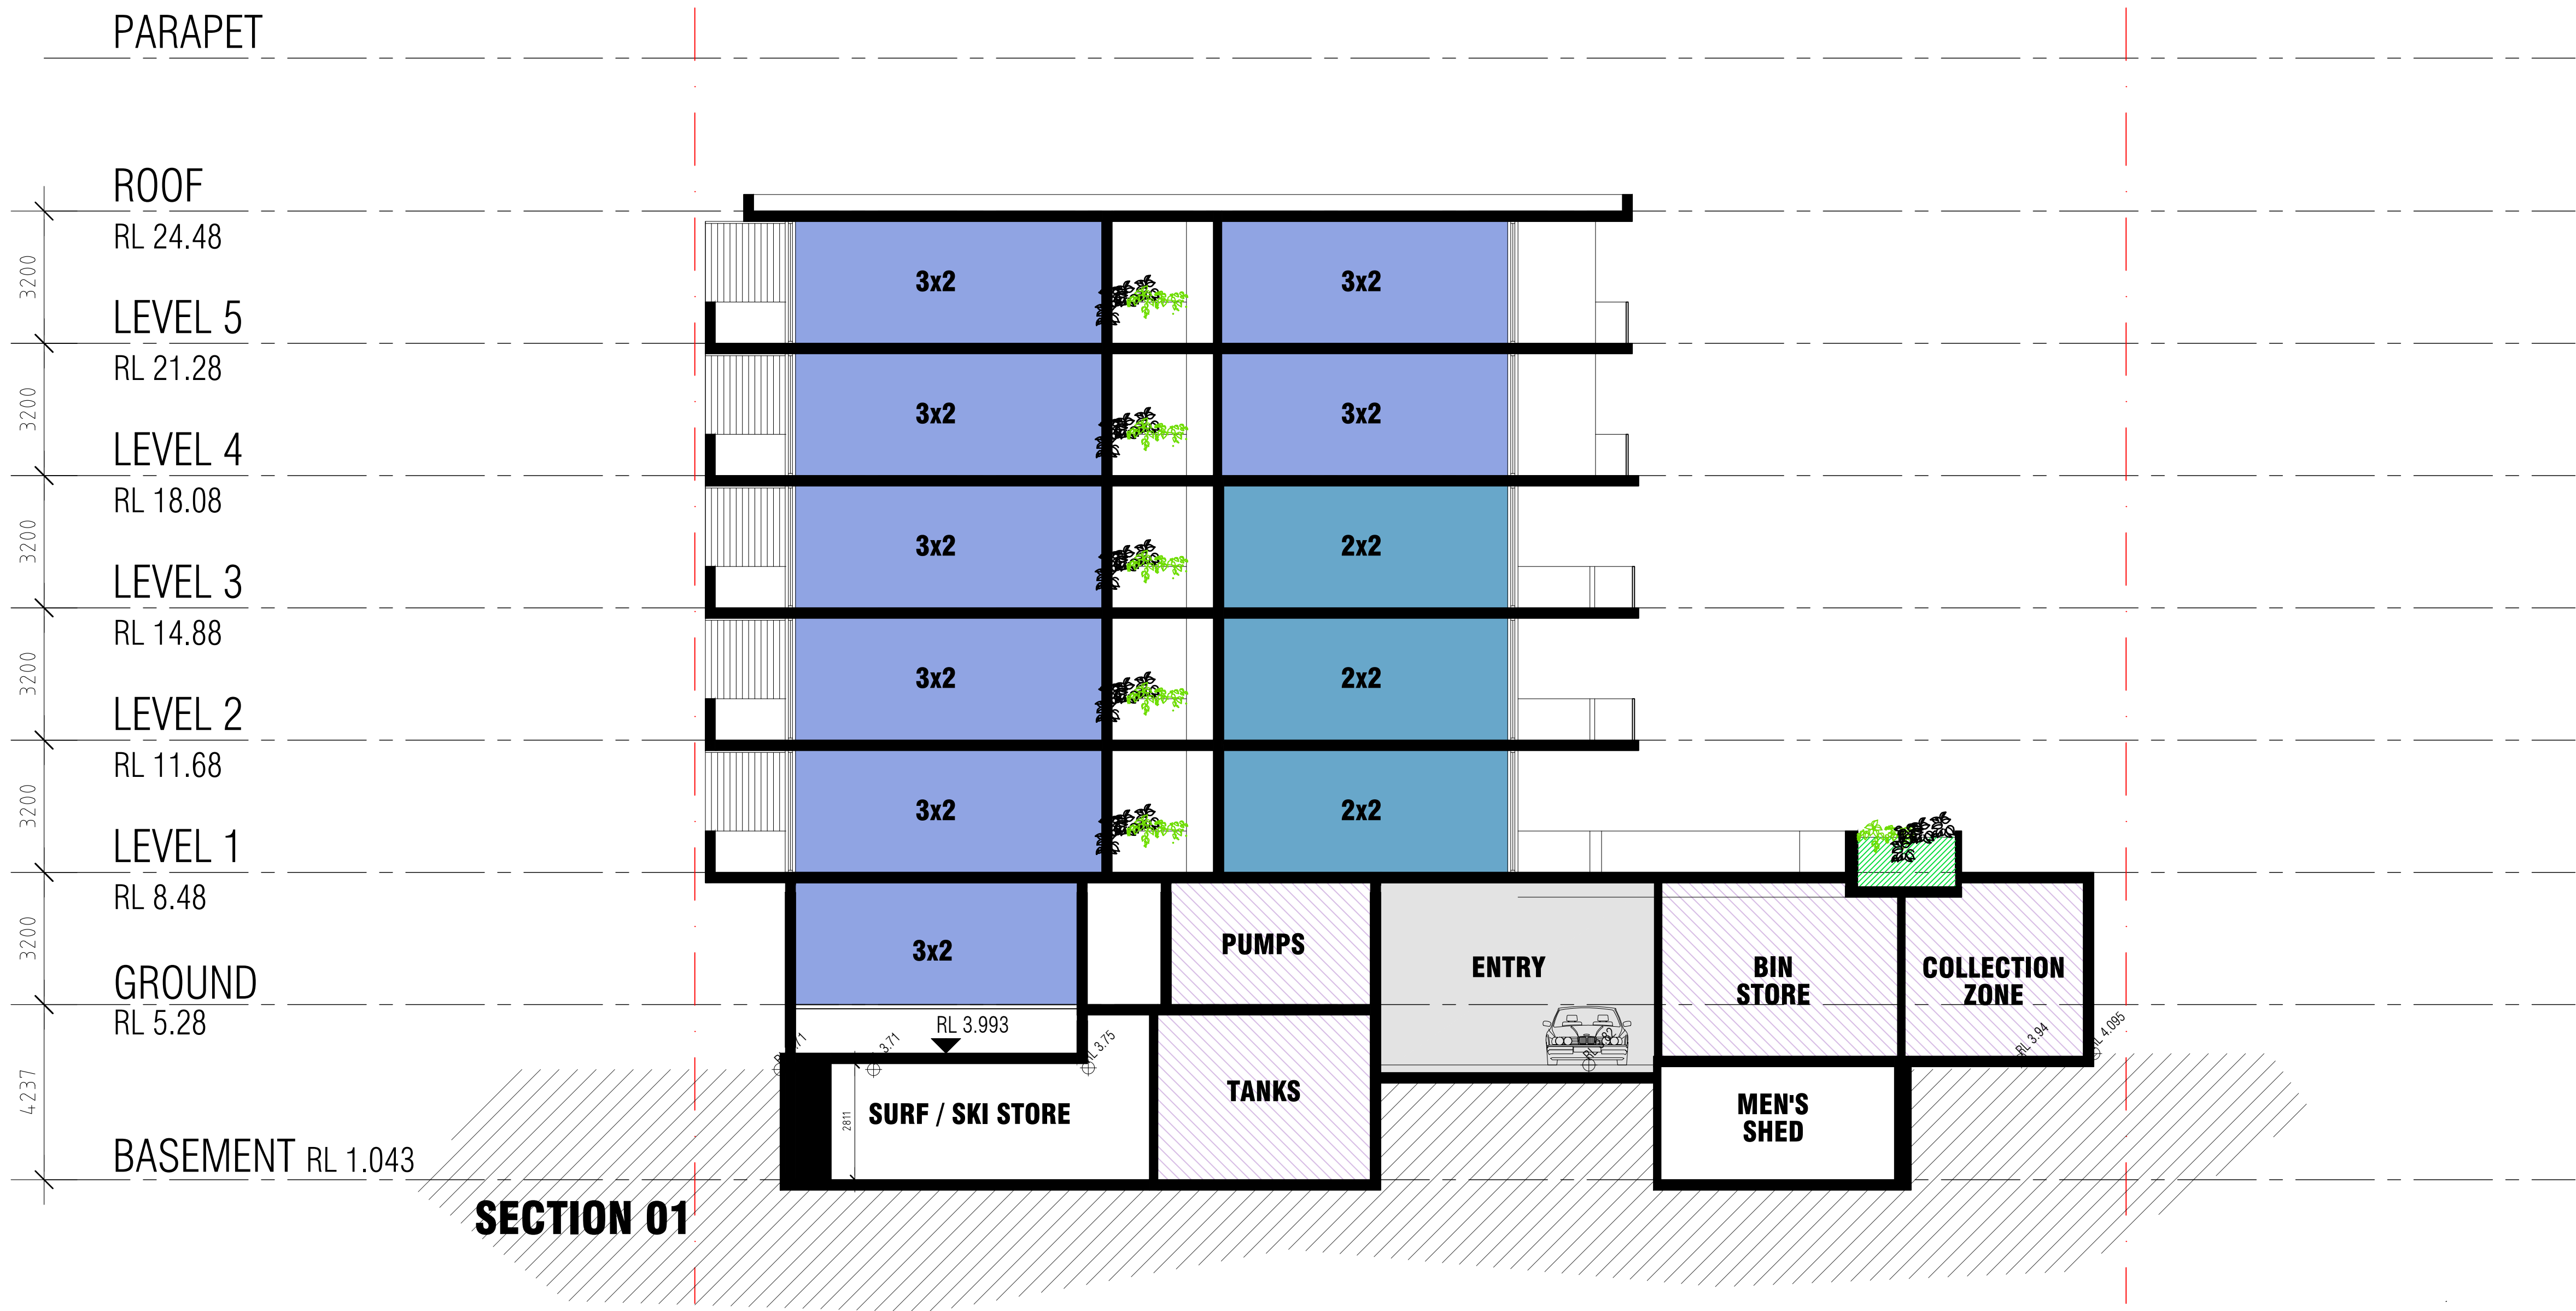 PARAPET
ROOF
RL 24.48
3200
LEVEL 5
3x2
3x2
RL 21.28
3200
LEVEL 4
3x2
3x2
RL 18.08
3200
LEVEL 3
3x2
2x2
RL 14.88
3200
LEVEL 2
3x2
2x2
RL 11.68
3200
LEVEL 1
3x2
2x2
RL 8.48
3200
GROUND
3x2
PUMPS
ENTRY
BIN
STORE
COLLECTION
ZONE
RL 5.28
RL 3.993
3.71
RL 3.75
RL 3.94
RL 4.095
4237
2811
SURF / SKI STORE
TANKS
MEN'S
SHED
BASEMENT RL 1.043
SECTION 01